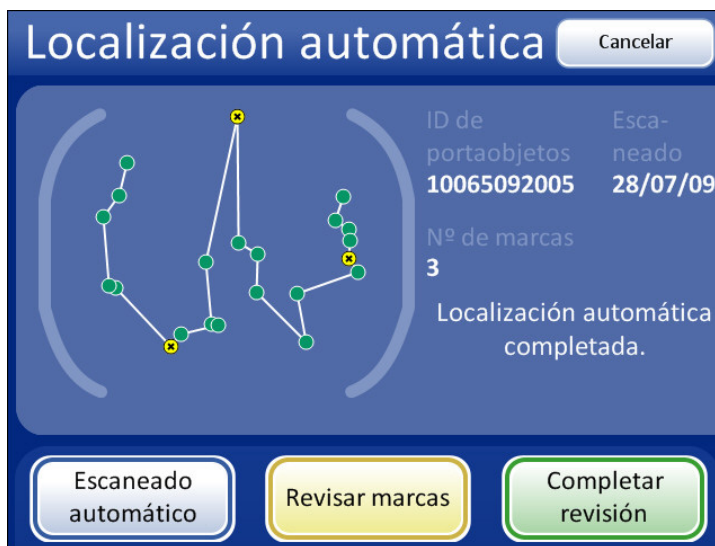 Localización automática
Cancelar
ID de
portaobjetos
10065092005
Esca-
neado
28/07/09
Nº de marcas
3
Localización automática
completada.
Escaneado
automático
Revisar marcas
Completar
revisión